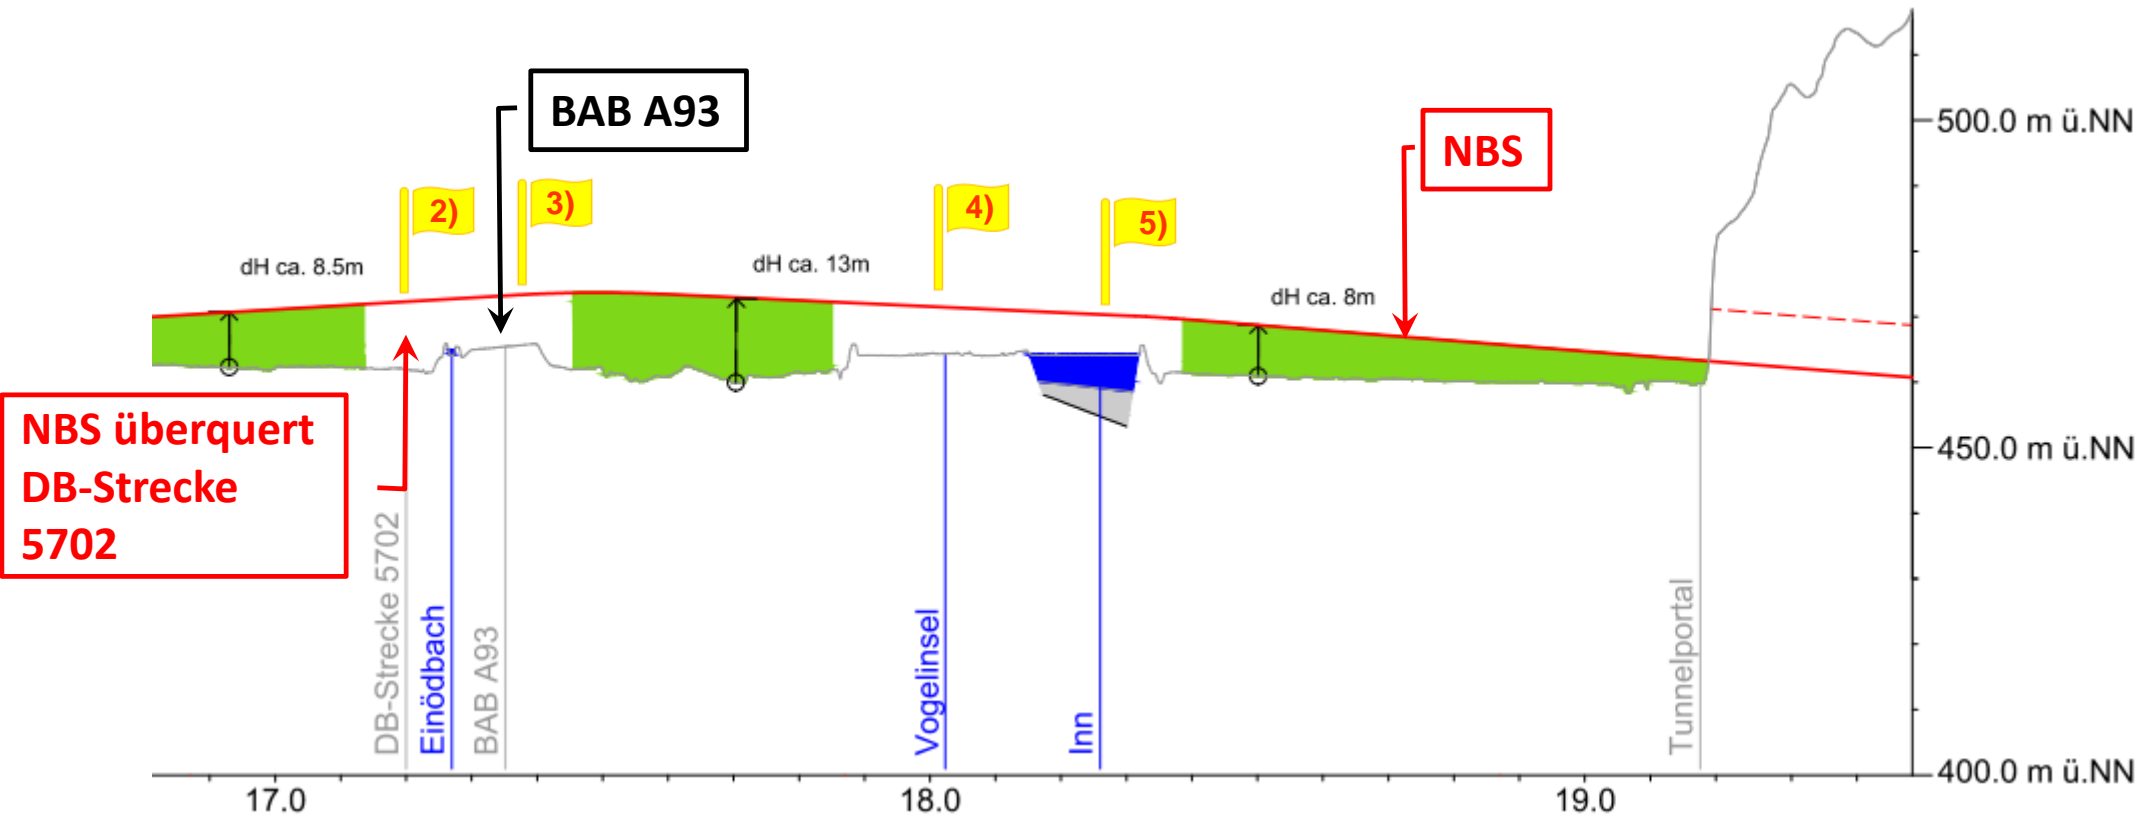 BAB A93
500.0 m ü.NN
NBS
2)
3)
4)
5)
dH ca. 8.5m
dH ca. 13m
dH ca. 8m
NBS überquert
DB-Strecke
5702
450.0 m ü.NN
DB-Strecke 5702
Einödbach
BAB A93
Vogelinsel
Inn
Tunnelportal
400.0 m ü.NN
17.0
18.0
19.0